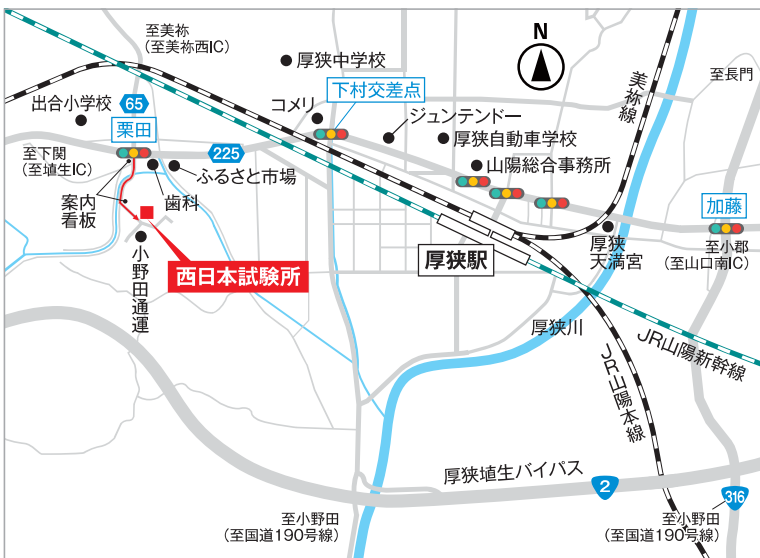 至美祢
(至美祢西IC)
厚狭中学校
N
至長門
美祢線
下村交差点
コメリ
ジュンテンドー
出合小学校
65
栗田
厚狭自動車学校
至下関
(至埴生IC)
225
ふるさと市場
山陽総合事務所
案内
看板
歯科
加藤
小野田通運
西日本試験所
厚狭駅
厚狭
天満宮
至小郡
(至山口南IC)
厚狭川
JR山陽新幹線
JR山陽本線
厚狭埴生バイパス
2
316
至小野田
(至国道190号線)
至小野田
(至国道190号線)